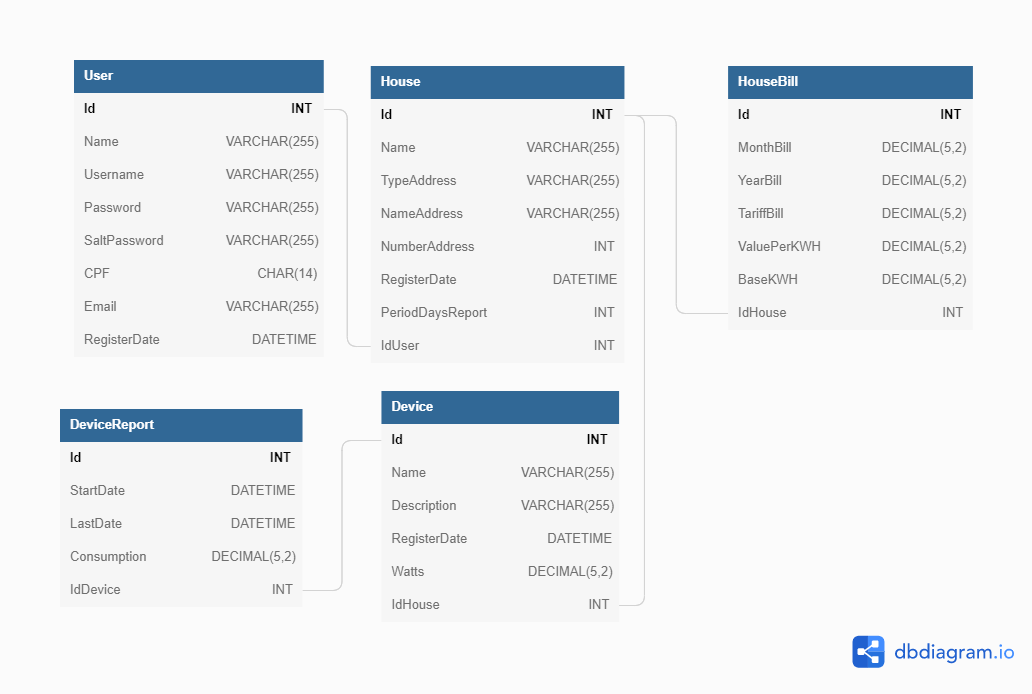 User
Id INT
Name VARCHAR(255)
Username VARCHAR(255)
Password VARCHAR(255)
SaltPassword VARCHAR(255)
CPF CHAR(14)
Email VARCHAR(255)
RegisterDate DATETIME
House
Id INT
Name VARCHAR(255)
TypeAddress VARCHAR(255)
NameAddress VARCHAR(255)
NumberAddress INT
RegisterDate DATETIME
PeriodDaysReport INT
IdUser INT
HouseBill
Id INT
MonthBill DECIMAL(5,2)
YearBill DECIMAL(5,2)
TariffBill DECIMAL(5,2)
ValuePerKWH DECIMAL(5,2)
BaseKWH DECIMAL(5,2)
IdHouse INT
DeviceReport
Id INT
StartDate DATETIME
LastDate DATETIME
Consumption DECIMAL(5,2)
IdDevice INT
Device
Id INT
Name VARCHAR(255)
Description VARCHAR(255)
RegisterDate DATETIME
Watts DECIMAL(5,2)
IdHouse INT
dbdiagram.io